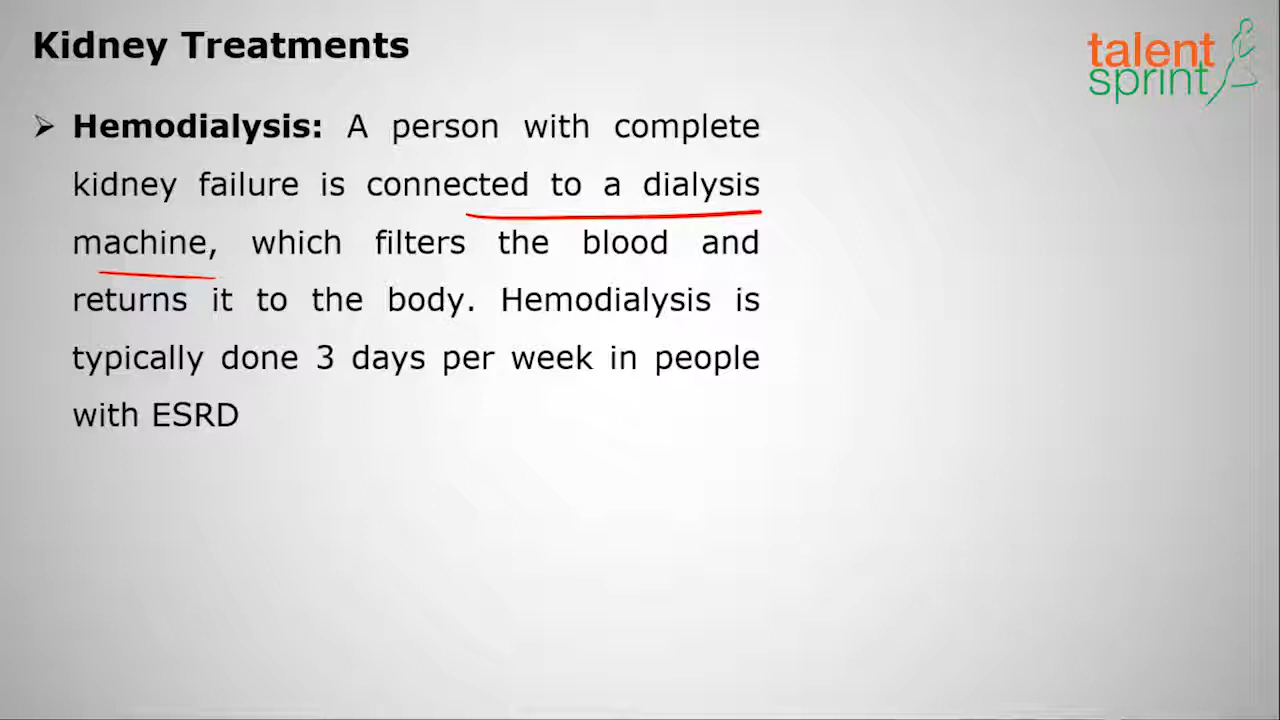 Kidney Treatments
talent
sprint
➢ Hemodialysis: A person with complete
kidney failure is connected to a dialysis
machine, which filters the blood and
returns it to the body. Hemodialysis is
typically done 3 days per week in people
with ESRD